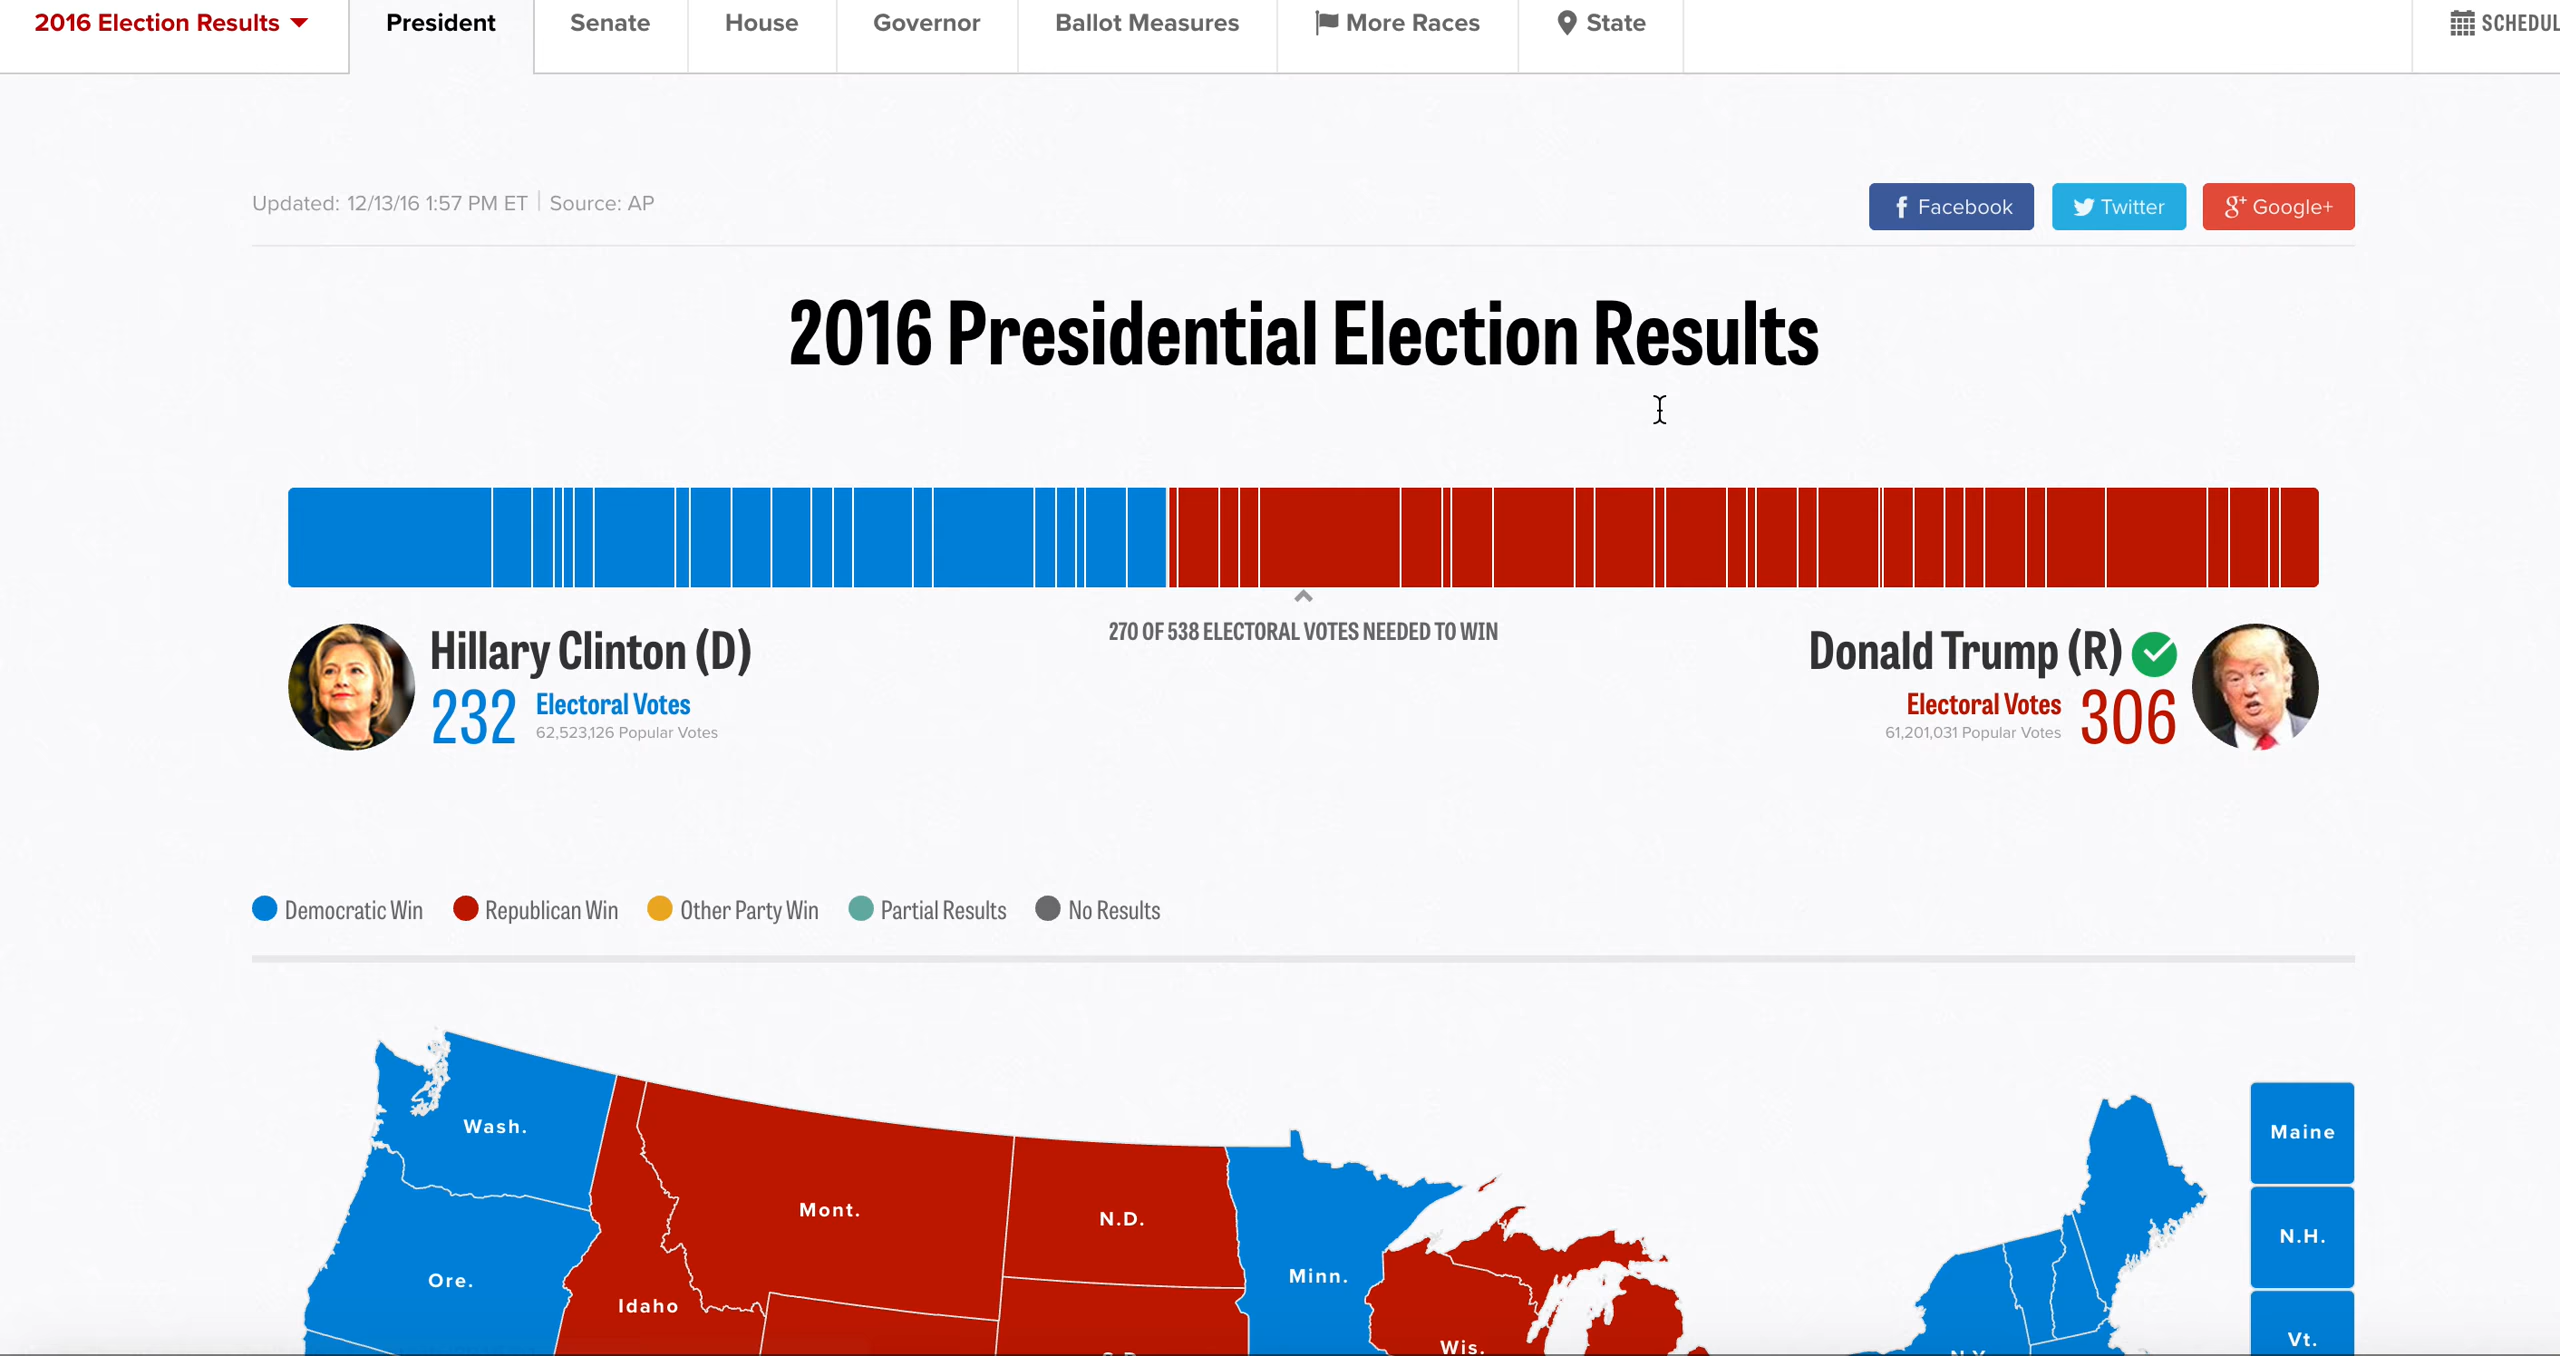 2016 Election Results
President
Senate
House
Governor
Ballot Measures
More Races
State
Updated: 12/13/16 1:57 PM ET
Source: AP
Facebook
Twitter
Google+
2016 Presidential Election Results
270 OF 538 ELECTORAL VOTES NEEDED TO WIN
Hillary Clinton (D)
232 Electoral Votes
62,523,126 Popular Votes
Donald Trump (R)
Electoral Votes 306
61,201,031 Popular Votes
Democratic Win
Republican Win
Other Party Win
Partial Results
No Results
Wash.
Mont.
N.D.
Minn.
Ore.
Idaho
Wis.
Maine
N.H.
Vt.